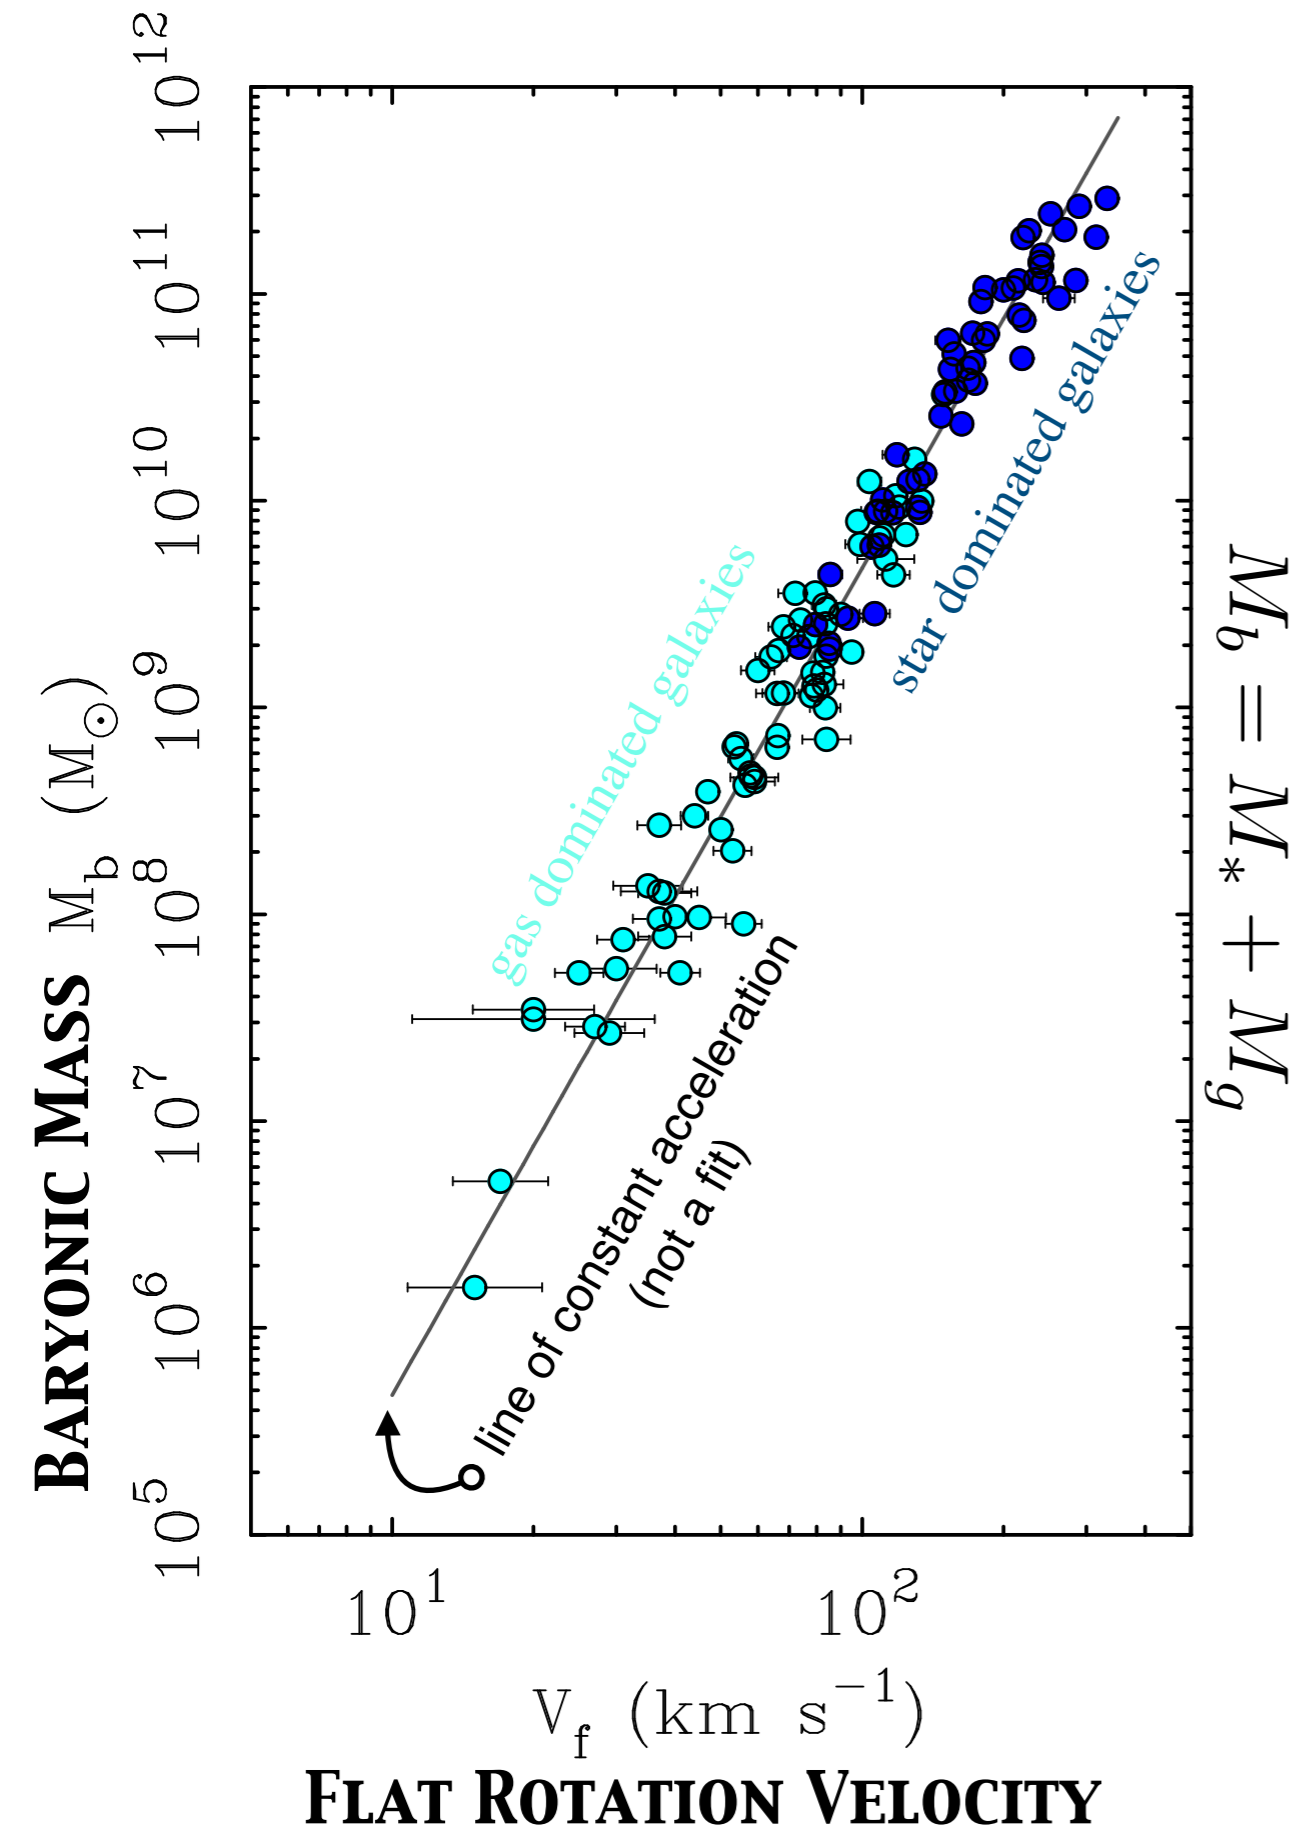 BARYONIC MASS M_b (M_⊙)
10^12
10^11
10^10
10^9
10^8
10^7
10^6
10^5
gas dominated galaxies
star dominated galaxies
line of constant acceleration
(not a fit)
M_b = M_* + M_g
10^1
10^2
V_f (km s^−1)
FLAT ROTATION VELOCITY